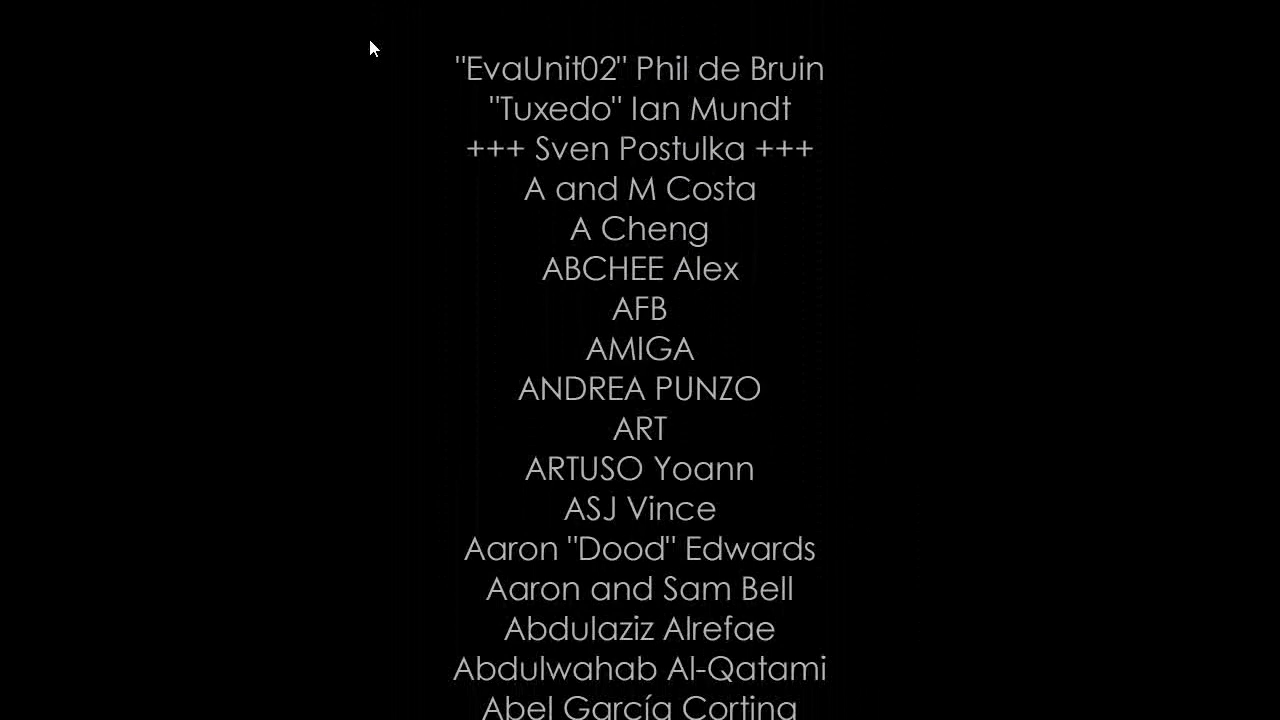 "EvaUnit02" Phil de Bruin
"Tuxedo" Ian Mundt
+++ Sven Postulka +++
A and M Costa
A Cheng
ABCHEE Alex
AFB
AMIGA
ANDREA PUNZO
ART
ARTUSO Yoann
ASJ Vince
Aaron "Dood" Edwards
Aaron and Sam Bell
Abdulaziz Alrefae
Abdulwahab Al-Qatami
Abel García Cortina